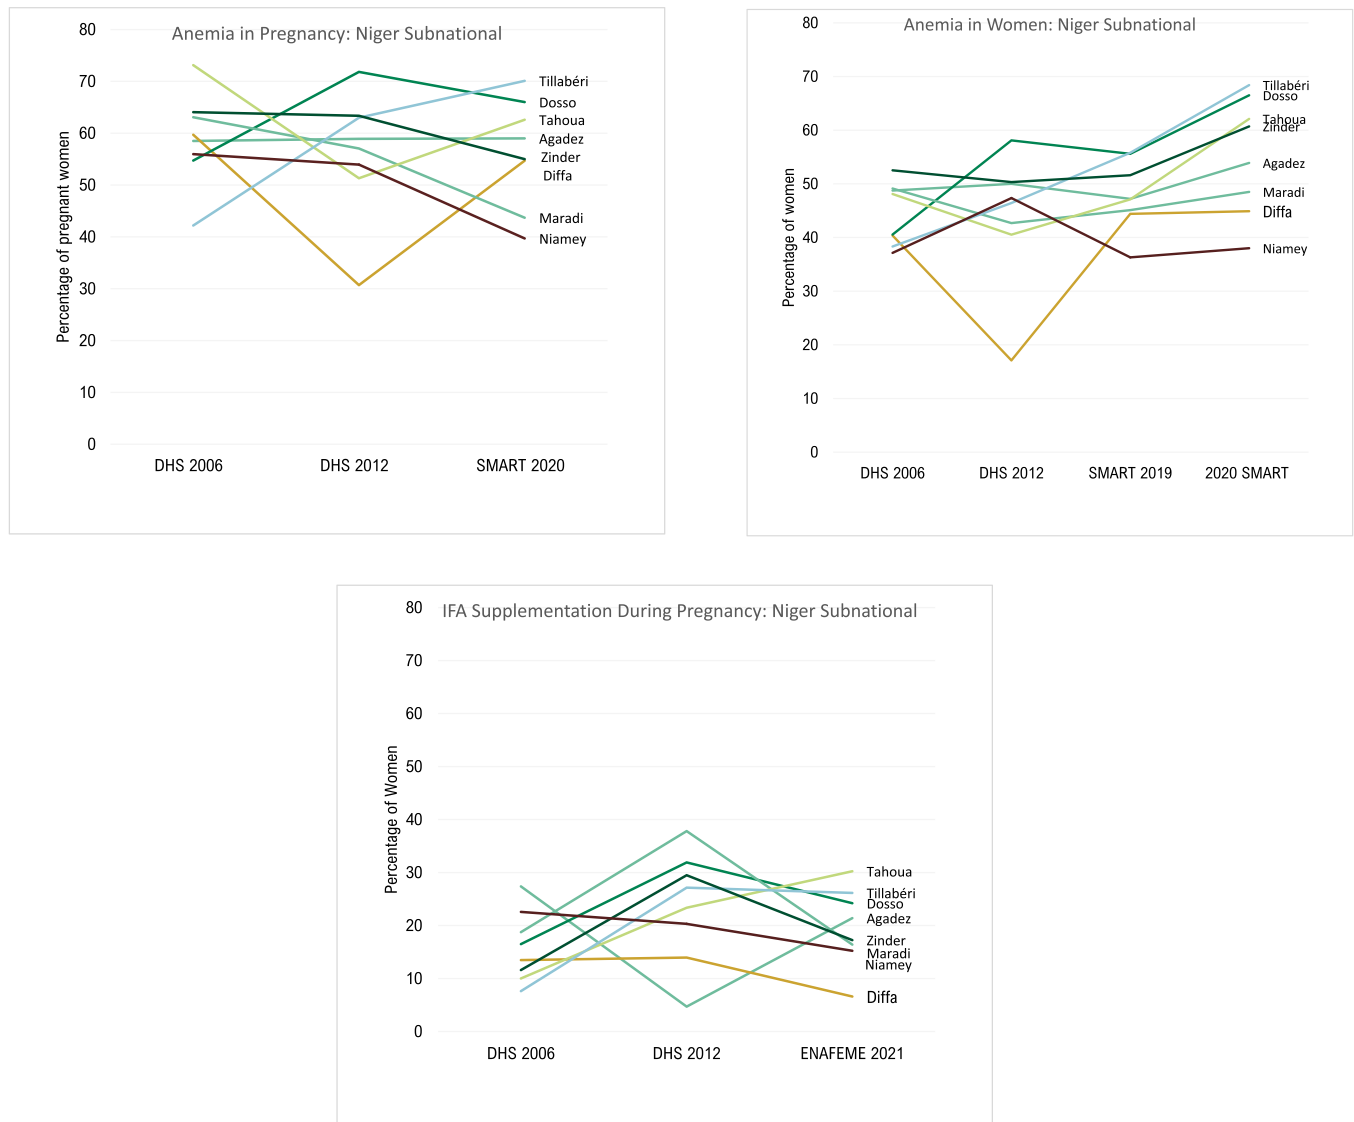 Anemia in Pregnancy: Niger Subnational
Percentage of pregnant women
80
70
60
50
40
30
20
10
0
DHS 2006
DHS 2012
SMART 2020
Tillabéri
Dosso
Tahoua
Agadez
Zinder
Diffa
Maradi
Niamey
Anemia in Women: Niger Subnational
Percentage of women
80
70
60
50
40
30
20
10
0
DHS 2006
DHS 2012
SMART 2019
2020 SMART
Tillabéri
Dosso
Tahoua
Zinder
Agadez
Maradi
Diffa
Niamey
IFA Supplementation During Pregnancy: Niger Subnational
Percentage of Women
80
70
60
50
40
30
20
10
0
DHS 2006
DHS 2012
ENAFEME 2021
Tahoua
Tillabéri
Dosso
Agadez
Zinder
Maradi
Niamey
Diffa